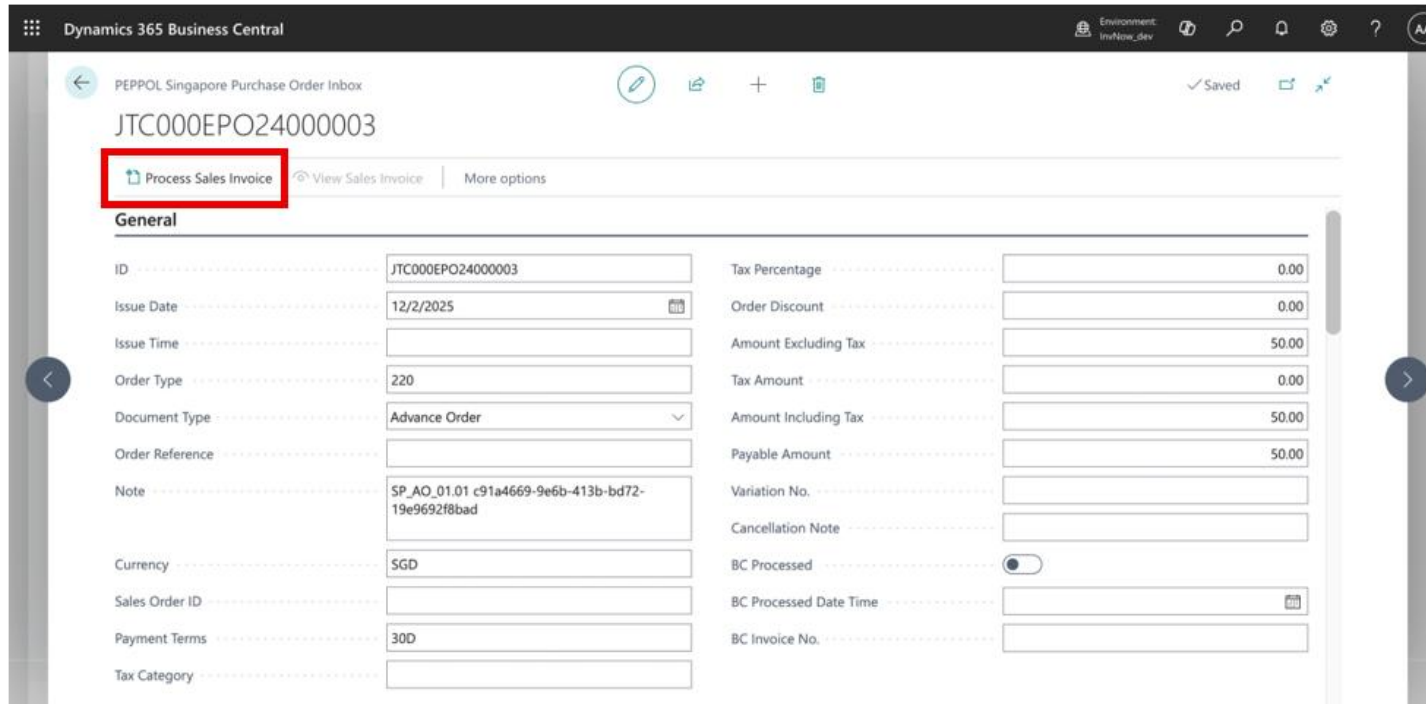 Dynamics 365 Business Central
Environment:
InvNow_dev
?
PEPPOL Singapore Purchase Order Inbox
Saved
JTC000EPO24000003
Process Sales Invoice
View Sales Invoice
More options
General
ID
JTC000EPO24000003
Tax Percentage
0.00
Issue Date
12/2/2025
Order Discount
0.00
Issue Time
Amount Excluding Tax
50.00
Order Type
220
Tax Amount
0.00
Document Type
Advance Order
Amount Including Tax
50.00
Order Reference
Payable Amount
50.00
Note
SP_AO_01.01 c91a4669-9e6b-413b-bd72-
19e9692f8bad
Variation No.
Cancellation Note
Currency
SGD
BC Processed
Sales Order ID
BC Processed Date Time
Payment Terms
30D
BC Invoice No.
Tax Category